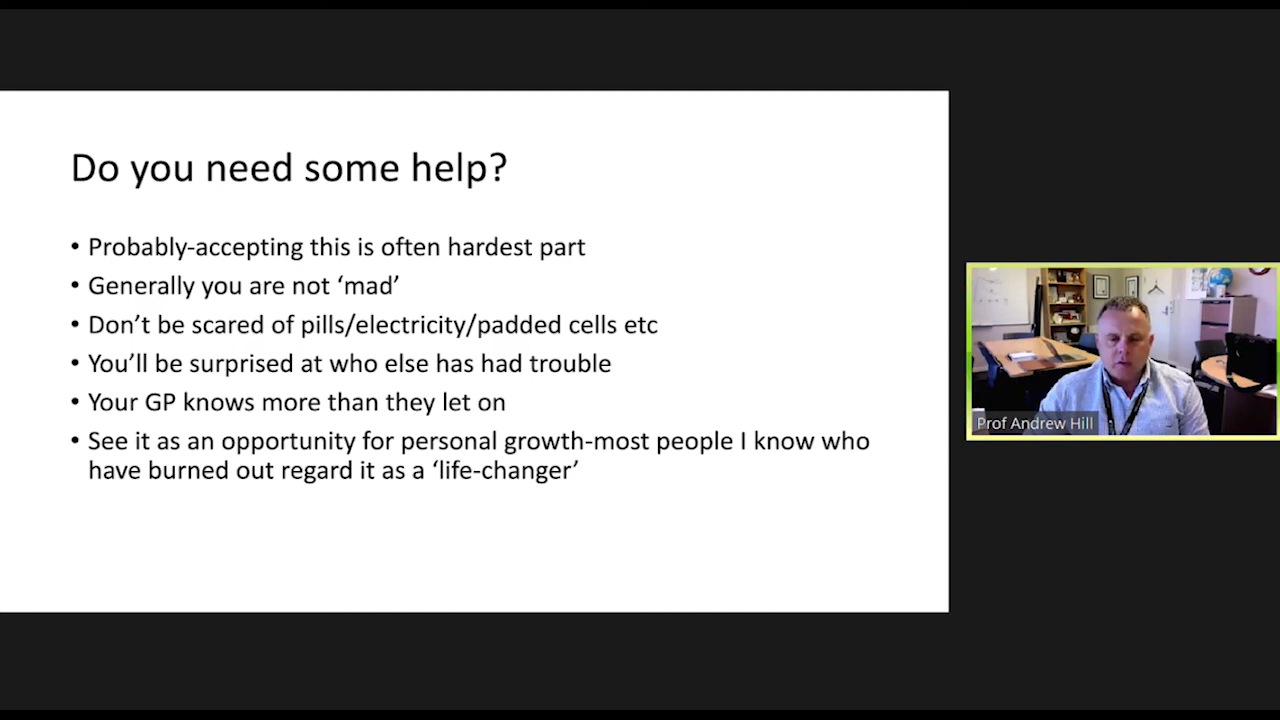 Do you need some help?
• Probably-accepting this is often hardest part
• Generally you are not ‘mad’
• Don’t be scared of pills/electricity/padded cells etc
• You’ll be surprised at who else has had trouble
• Your GP knows more than they let on
• See it as an opportunity for personal growth-most people I know who
have burned out regard it as a ‘life-changer’
Prof Andrew Hill